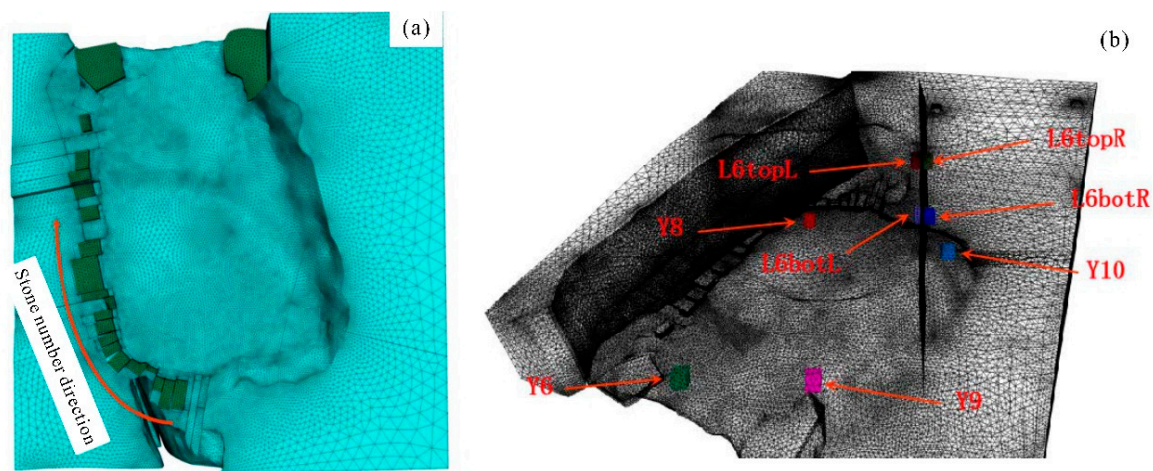 (a)
Stone number direction
(b)
L6topR
L6topL
L6botR
Y8
L6botL
Y10
Y6
Y9